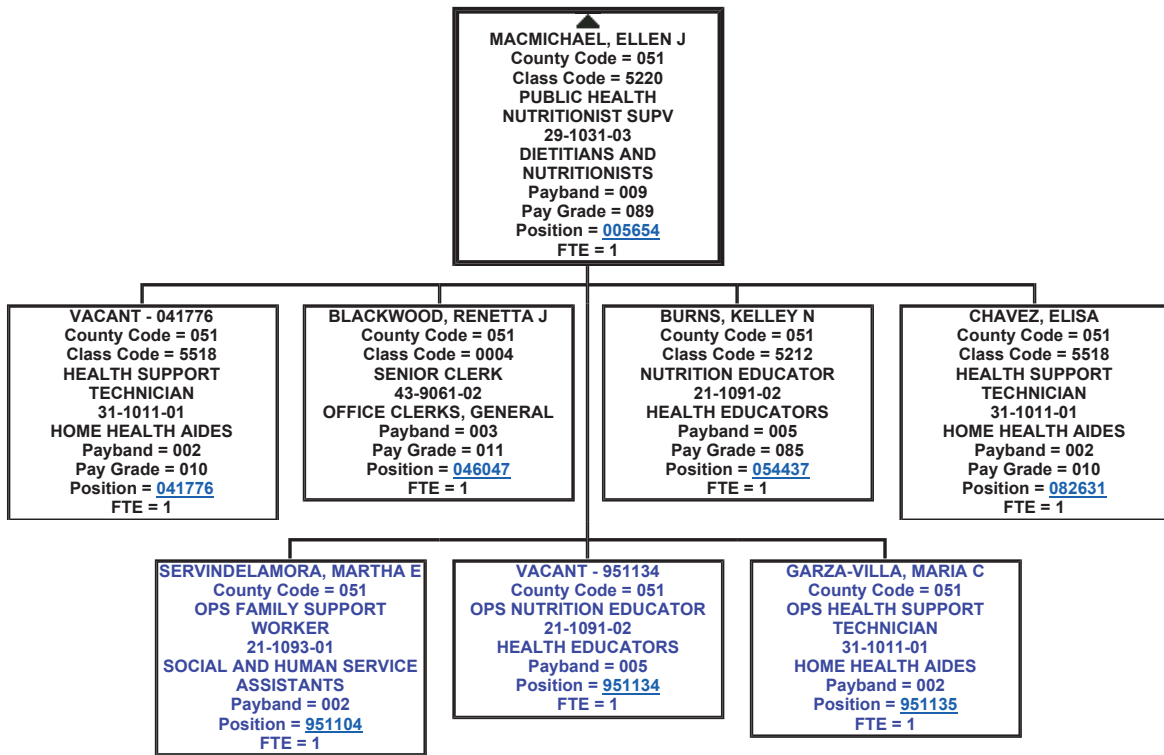 MACMICHAEL, ELLEN J
County Code = 051
Class Code = 5220
PUBLIC HEALTH
NUTRITIONIST SUPV
29-1031-03
DIETITIANS AND
NUTRITIONISTS
Payband = 009
Pay Grade = 089
Position = 005654
FTE = 1
VACANT - 041776
County Code = 051
Class Code = 5518
HEALTH SUPPORT
TECHNICIAN
31-1011-01
HOME HEALTH AIDES
Payband = 002
Pay Grade = 010
Position = 041776
FTE = 1
BLACKWOOD, RENETTA J
County Code = 051
Class Code = 0004
SENIOR CLERK
43-9061-02
OFFICE CLERKS, GENERAL
Payband = 003
Pay Grade = 011
Position = 046047
FTE = 1
BURNS, KELLEY N
County Code = 051
Class Code = 5212
NUTRITION EDUCATOR
21-1091-02
HEALTH EDUCATORS
Payband = 005
Pay Grade = 085
Position = 054437
FTE = 1
CHAVEZ, ELISA
County Code = 051
Class Code = 5518
HEALTH SUPPORT
TECHNICIAN
31-1011-01
HOME HEALTH AIDES
Payband = 002
Pay Grade = 010
Position = 082631
FTE = 1
SERVINDELAMORA, MARTHA E
County Code = 051
OPS FAMILY SUPPORT
WORKER
21-1093-01
SOCIAL AND HUMAN SERVICE
ASSISTANTS
Payband = 002
Position = 951104
FTE = 1
VACANT - 951134
County Code = 051
OPS NUTRITION EDUCATOR
21-1091-02
HEALTH EDUCATORS
Payband = 005
Position = 951134
FTE = 1
GARZA-VILLA, MARIA C
County Code = 051
OPS HEALTH SUPPORT
TECHNICIAN
31-1011-01
HOME HEALTH AIDES
Payband = 002
Position = 951135
FTE = 1